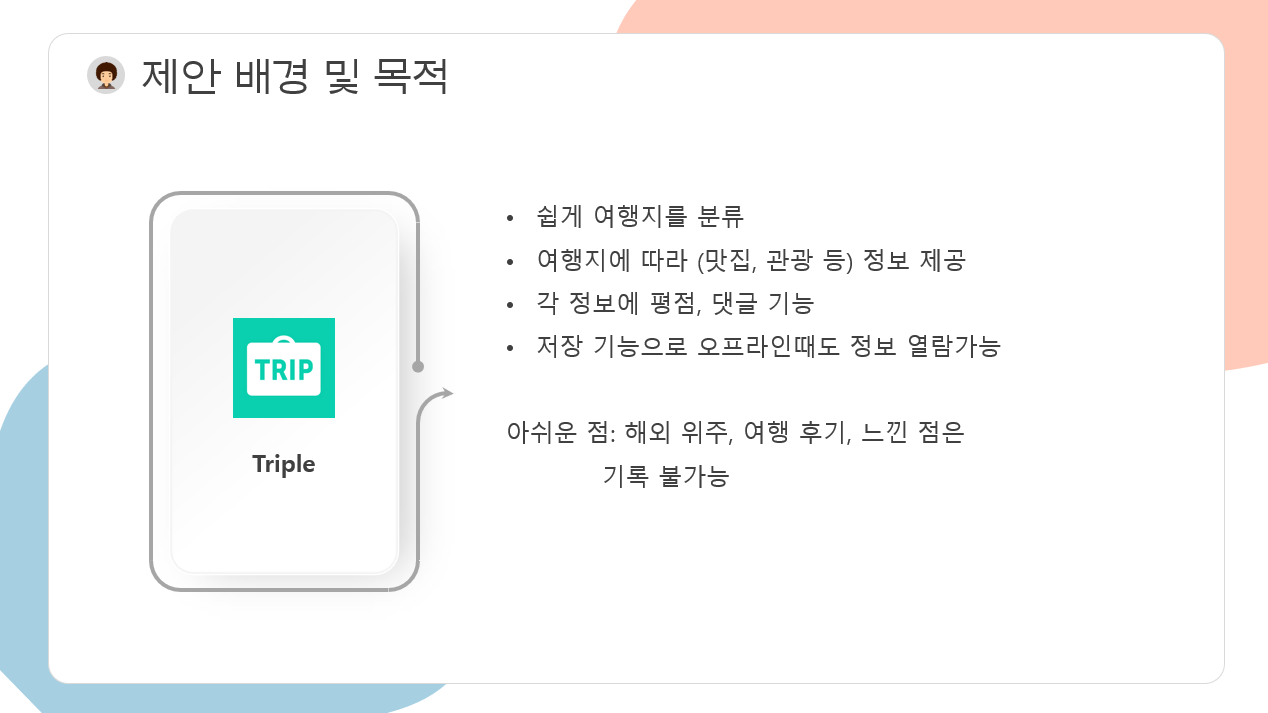 제안 배경 및 목적
TRIP
Triple
• 쉽게 여행지를 분류
• 여행지에 따라 (맛집, 관광 등) 정보 제공
• 각 정보에 평점, 댓글 기능
• 저장 기능으로 오프라인때도 정보 열람가능
아쉬운 점: 해외 위주, 여행 후기, 느낀 점은
기록 불가능